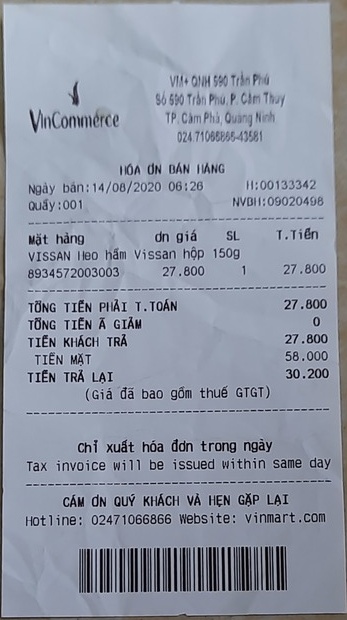 VinCommerce
VM+ QNH 590 Trần Phú
Số 590 Trần Phú, P. Cẩm Thủy
TP. Cẩm Phả, Quảng Ninh
024.71066866-43581
HÓA ƠN BÁN HÀNG
Ngày bán:14/08/2020 06:26 H:00133342
Quầy:001 NVBH:09020498
Mặt hàng ơn giá SL T.Tiền
VISSAN Heo hầm Vissan hộp 150g
8934572003003 27.800 1 27.800
TỔNG TIỀN PHẢI T.TOÁN 27.800
TỔNG TIỀN Ã GIẢM 0
TIỀN KHÁCH TRẢ 27.800
TIỀN MẶT 58.000
TIỀN TRẢ LẠI 30.200
(Giá đã bao gồm thuế GTGT)
Chỉ xuất hóa đơn trong ngày
Tax invoice will be issued within same day
CẢM ƠN QUÝ KHÁCH VÀ HẸN GẶP LẠI
Hotline: 02471066866 Website: vinmart.com